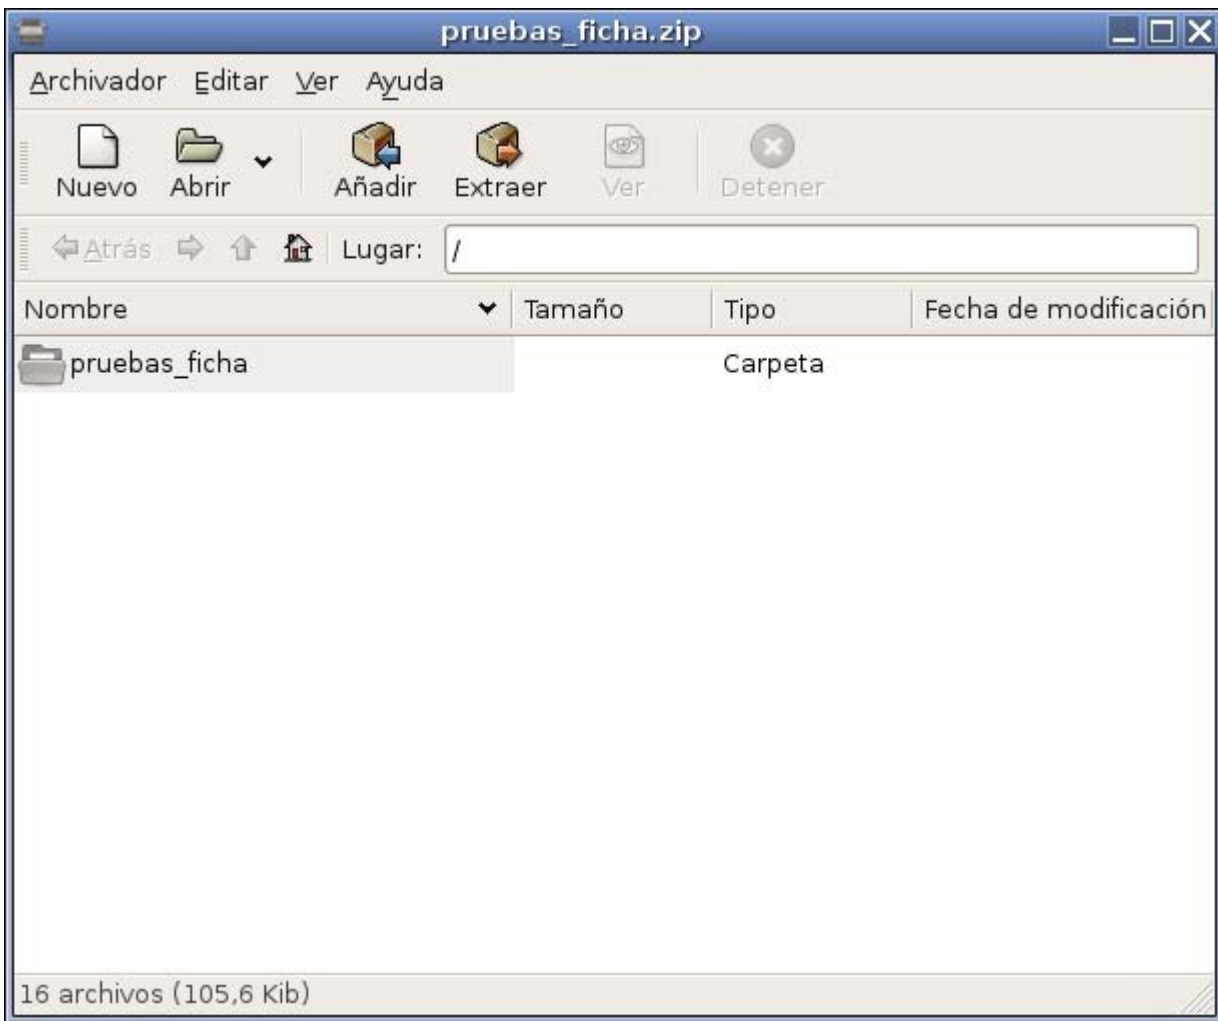 pruebas_ficha.zip
Archivador Editar Ver Ayuda
Nuevo Abrir Añadir Extraer Ver Detener
Atrás Lugar: /
Nombre Tamaño Tipo Fecha de modificación
pruebas_ficha Carpeta
16 archivos (105,6 Kib)